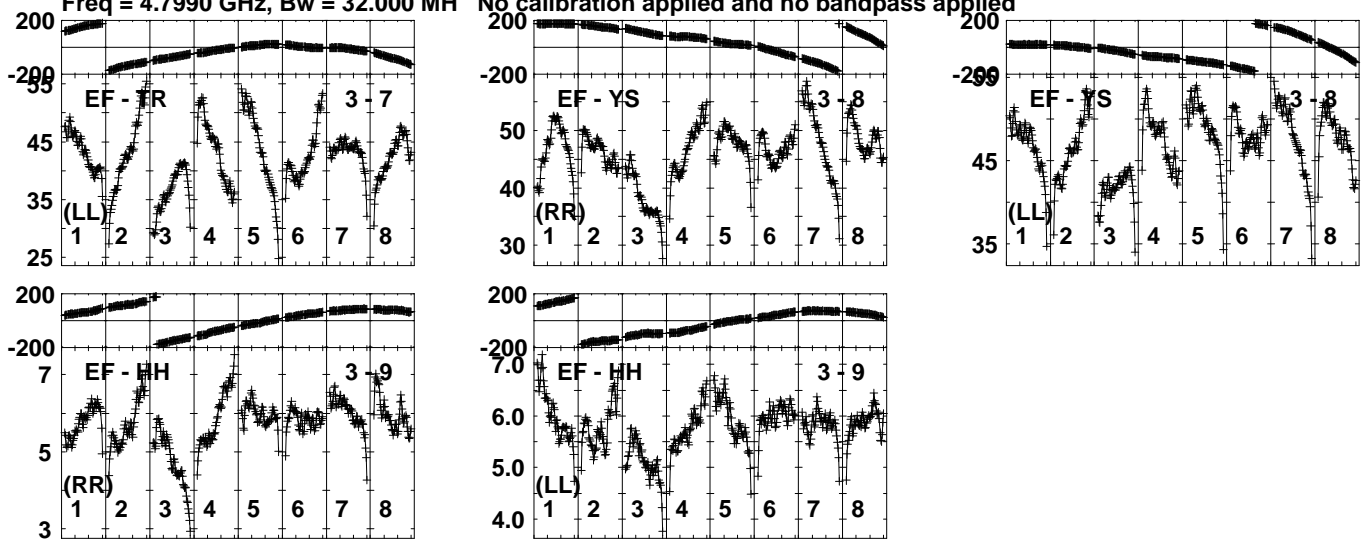 Freq = 4.7990 GHz, Bw = 32.000 MH No calibration applied and no bandpass applied
200
-200
55
45
35
25
EF - TR 3 - 7
(LL)
1 2 3 4 5 6 7 8
200
-200
50
40
30
EF - YS 3 - 8
(RR)
1 2 3 4 5 6 7 8
200
-200
55
45
35
EF - YS 3 - 8
(LL)
1 2 3 4 5 6 7 8
200
-200
7
5
3
EF - HH 3 - 9
(RR)
1 2 3 4 5 6 7 8
200
-200
7.0
6.0
5.0
4.0
EF - HH 3 - 9
(LL)
1 2 3 4 5 6 7 8